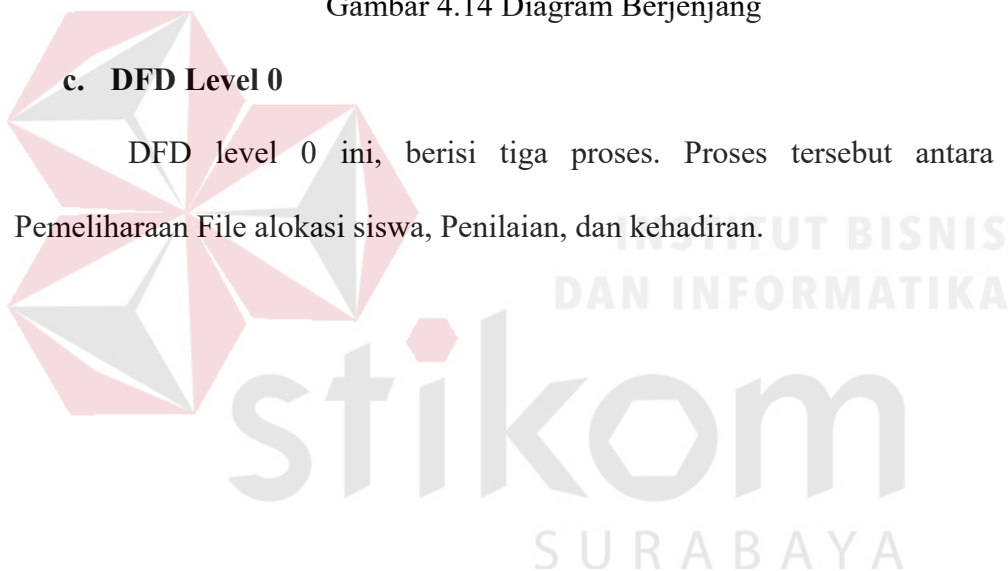 Gambar 4.14 Diagram Berjenjang
c. DFD Level 0
DFD level 0 ini, berisi tiga proses. Proses tersebut antara
Pemeliharaan File alokasi siswa, Penilaian, dan kehadiran.
INSTITUT BISNIS
DAN INFORMATIKA
stikom
SURABAYA